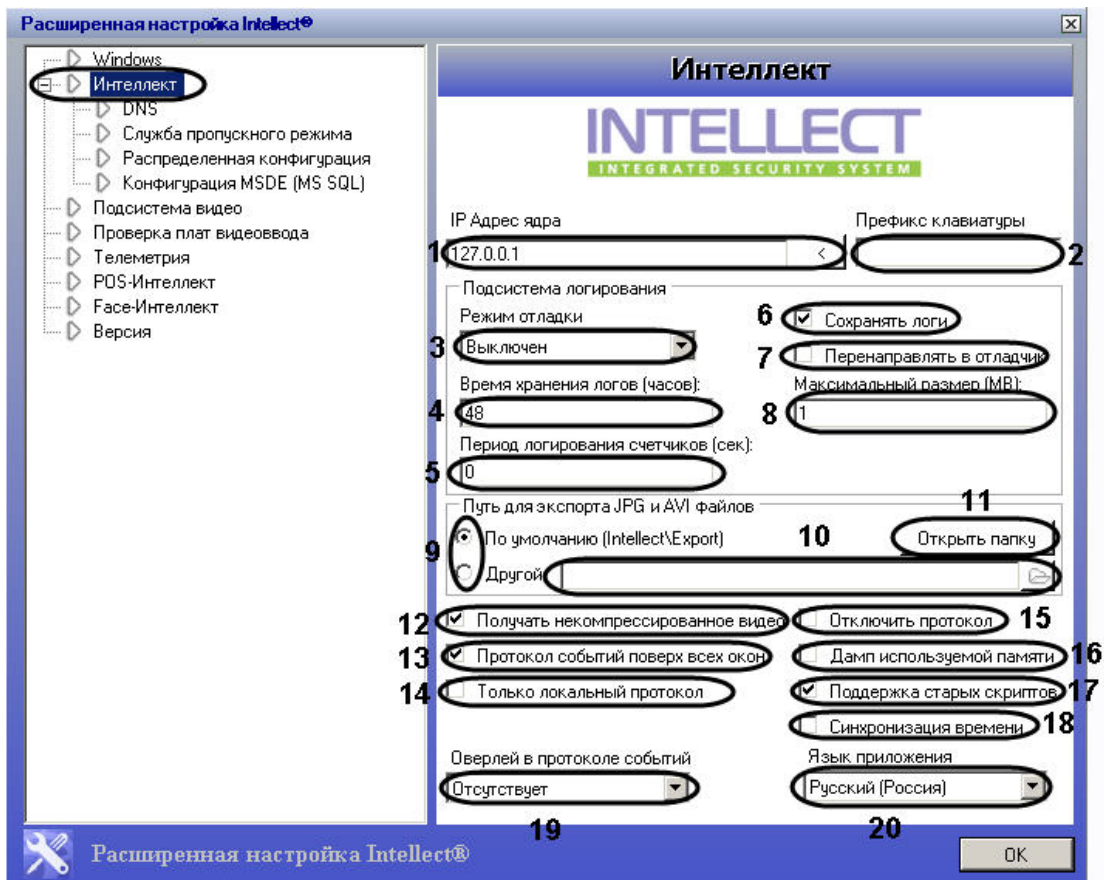 Расширенная настройка Intellect®
Windows
Интеллект
DNS
Служба пропускного режима
Распределенная конфигурация
Конфигурация MSDE (MS SQL)
Подсистема видео
Проверка плат видеоввода
Телеметрия
POS-Интеллект
Face-Интеллект
Версия
Интеллект
INTELLECT
INTEGRATED SECURITY SYSTEM
IP Адрес ядра
Префикс клавиатуры
1
127.0.0.1
<
2
Подсистема логирования
Режим отладки
6
Сохранять логи
3
Выключен
7
Перенаправлять в отладчик
Время хранения логов (часов):
Максимальный размер (MB):
4
48
8
1
Период логирования счетчиков (сек):
5
0
Путь для экспорта JPG и AVI файлов
11
9
По умолчанию (Intellect\Export)
10
Открыть папку
Другой
12
Получать некомпрессированное видео
Отключить протокол
15
13
Протокол событий поверх всех окон
Дамп используемой памяти
16
14
Только локальный протокол
Поддержка старых скриптов
17
Синхронизация времени
18
Оверлей в протоколе событий
Язык приложения
Отсутствует
Русский (Россия)
19
20
Расширенная настройка Intellect®
OK